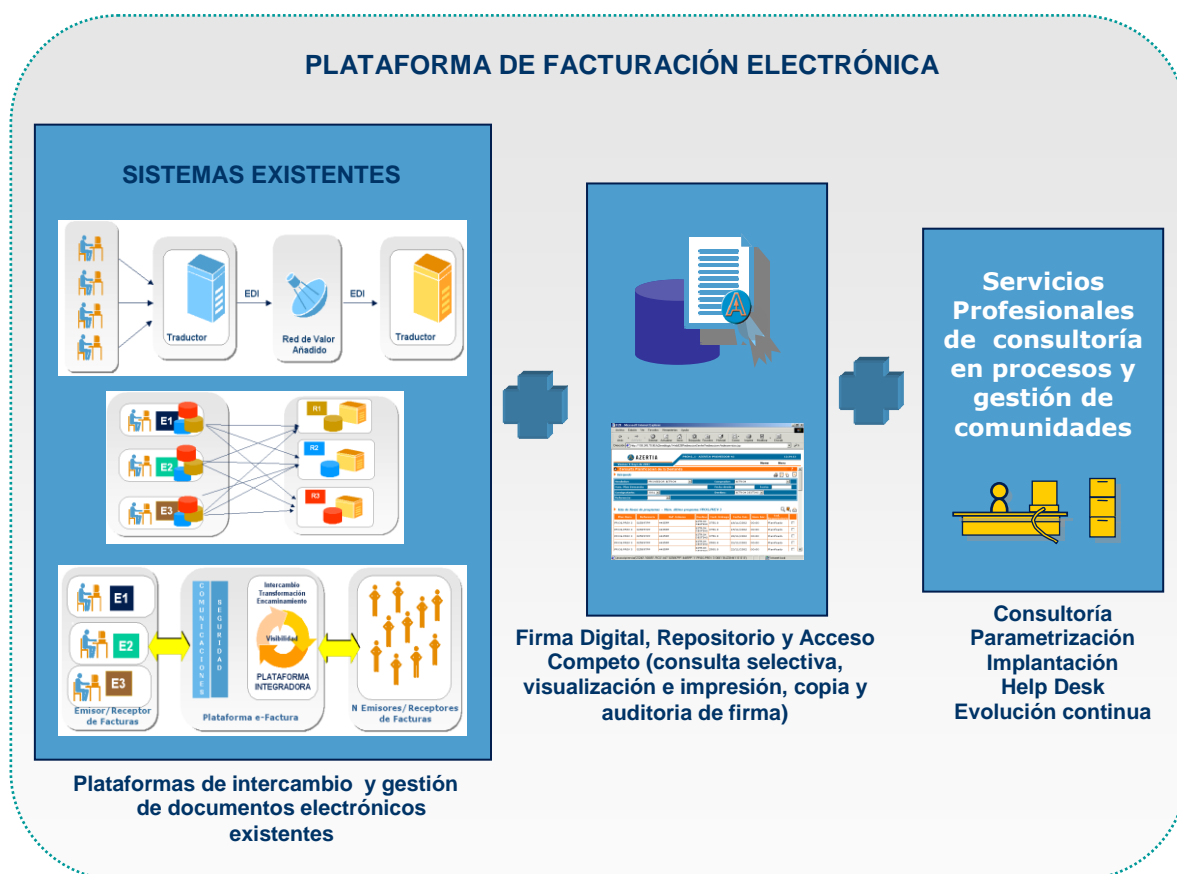 PLATAFORMA DE FACTURACIÓN ELECTRÓNICA
SISTEMAS EXISTENTES
EDI
EDI
Traductor
Red de Valor
Añadido
Traductor
E1
E2
E3
R1
R2
R3
E1
E2
E3
Emisor/Receptor
de Facturas
COMUNICACIONES
SEGURIDAD
Intercambio
Transformación
Encaminamiento
Visibilidad
PLATAFORMA
INTEGRADORA
Plataforma e-Factura
N Emisores/Receptores
de Facturas
Plataformas de intercambio y gestión
de documentos electrónicos
existentes
A
AZERTIA
Firma Digital, Repositorio y Acceso
Competo (consulta selectiva,
visualización e impresión, copia y
auditoria de firma)
Servicios
Profesionales
de consultoría
en procesos y
gestión de
comunidades
Consultoría
Parametrización
Implantación
Help Desk
Evolución continua